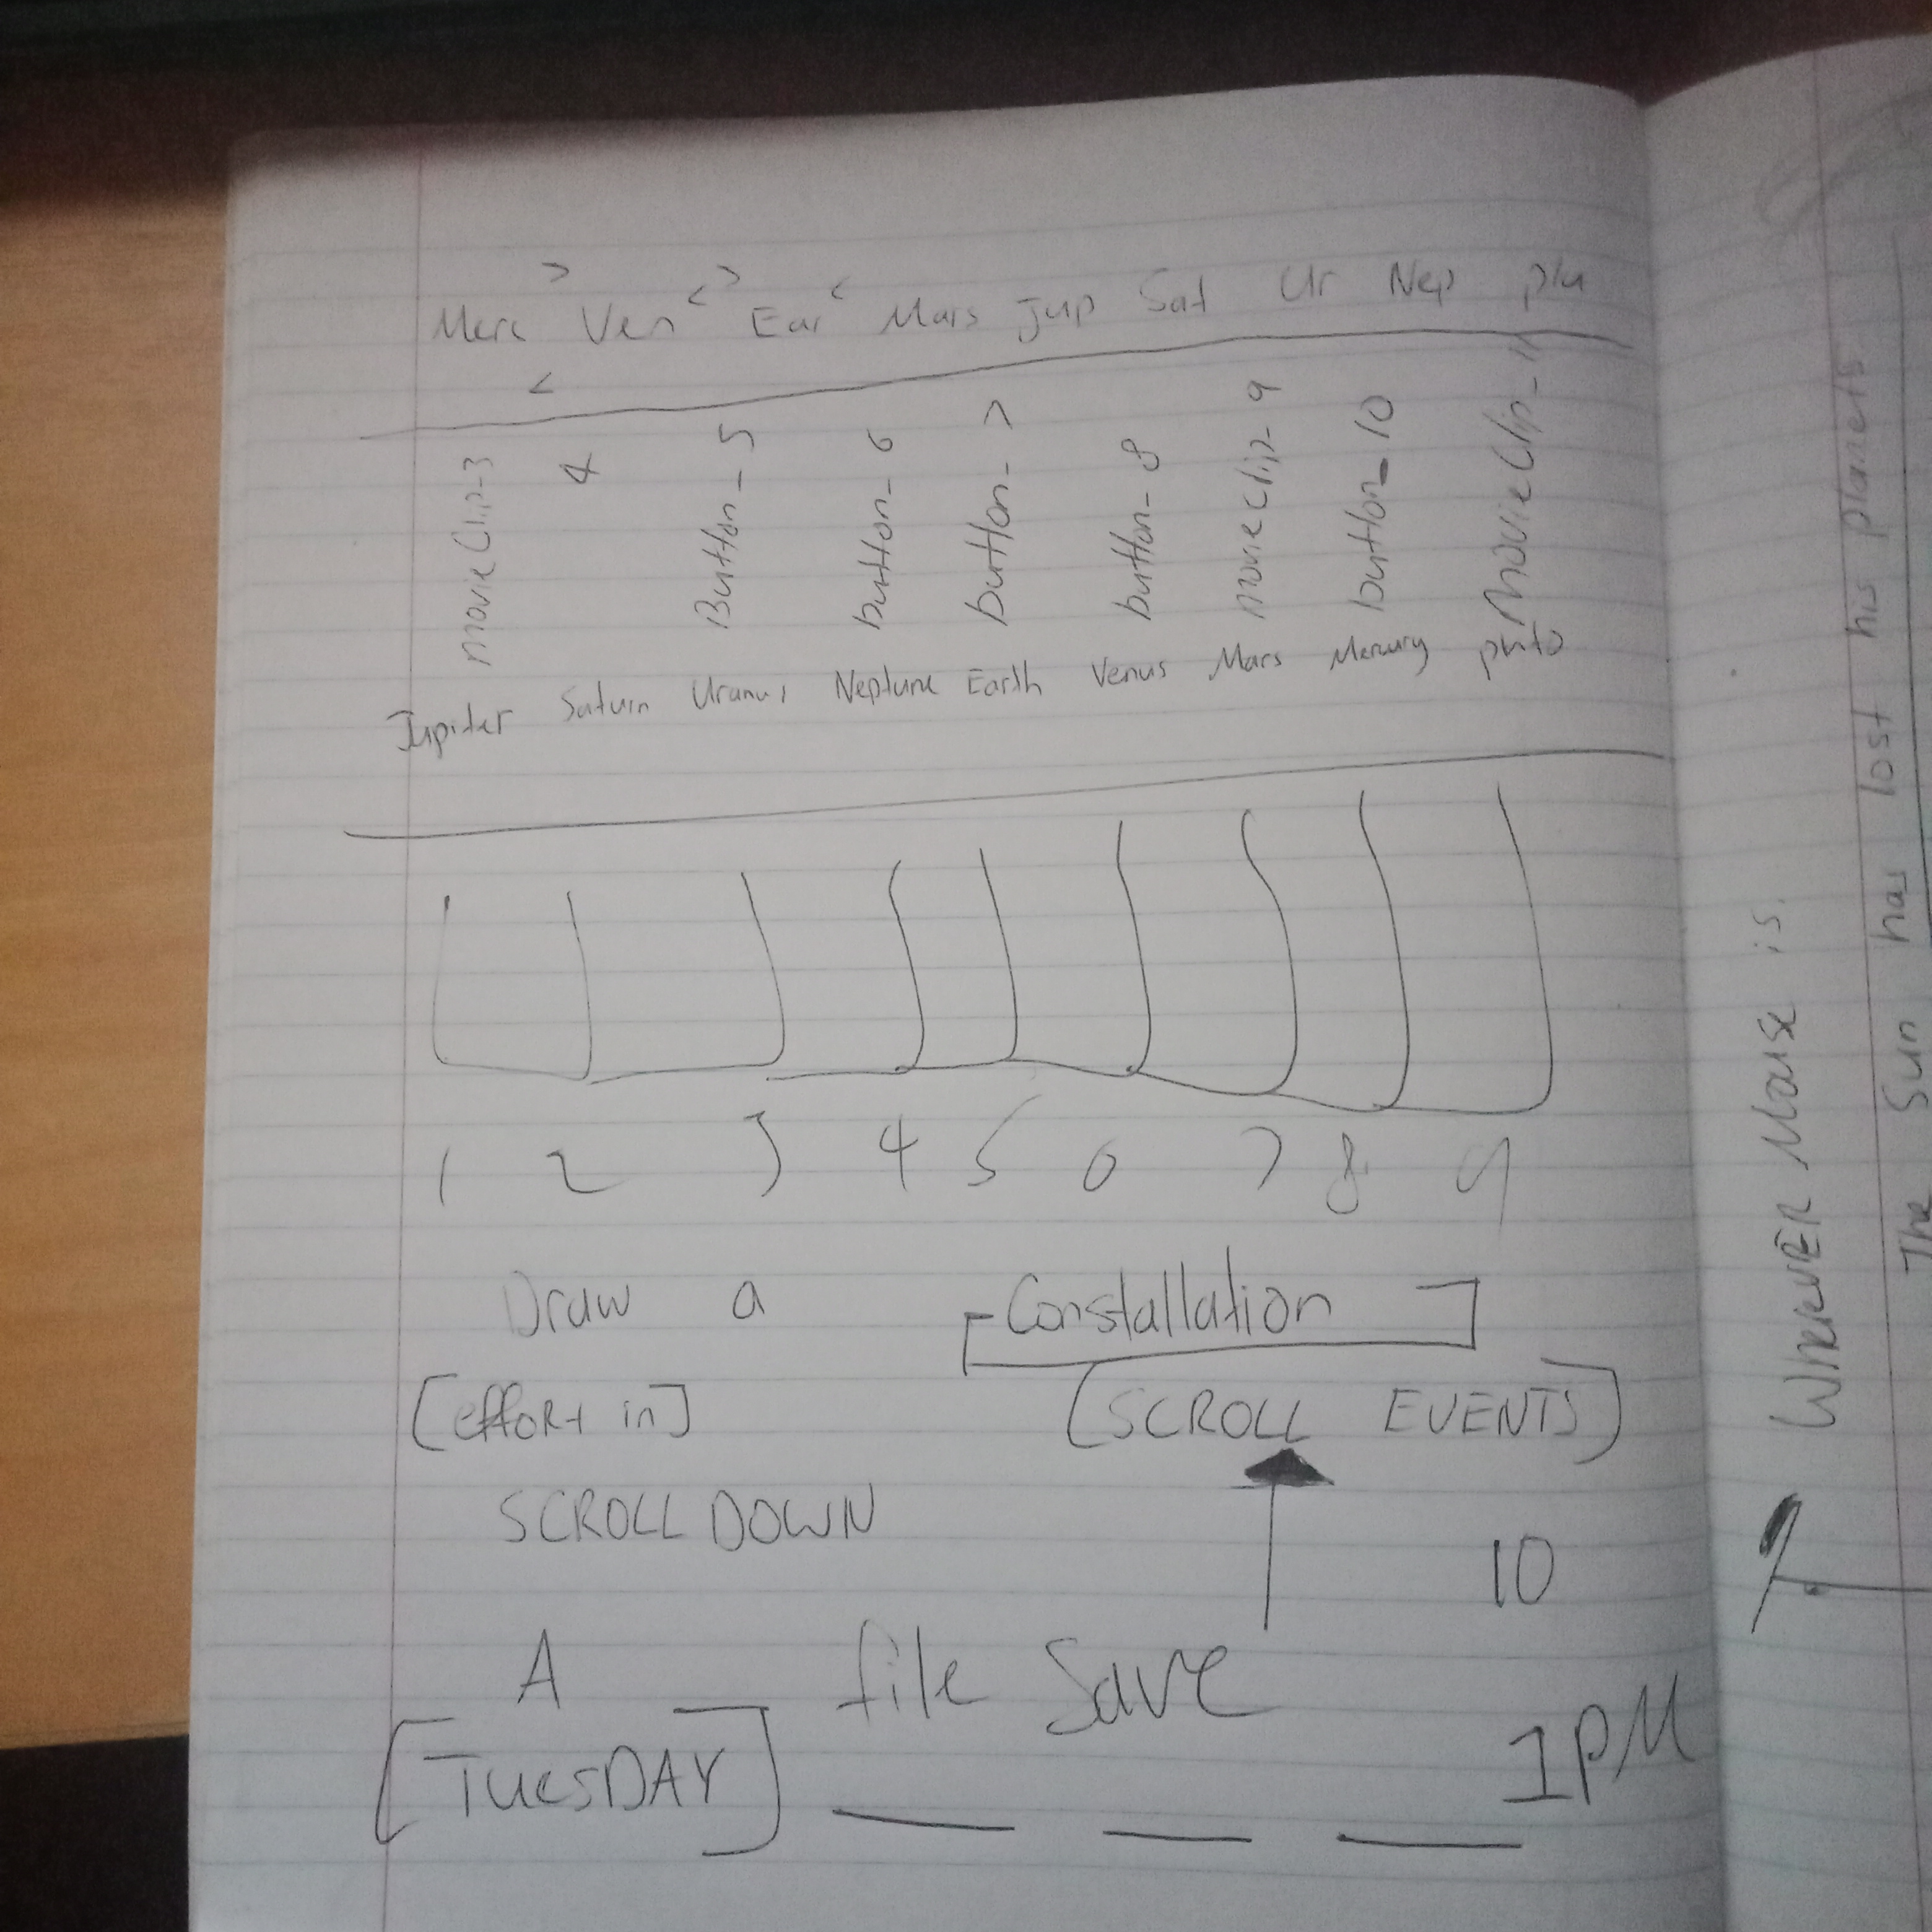 > < > <
Merc Ven Ear Mars Jup Sat Ur Nep plu
<
movieClip-3 4 Button_5 button_6 button_7 button_8 movieclip_9 button_10 MovieClip_11
Jupiter Saturn Uranus Neptune Earth Venus Mars Mercury pluto
1 2 3 4 5 6 7 8 9
Draw a Constallation
[effort in] [SCROLL EVENTS]
SCROLL DOWN
10
A file Save
[TuesDAY] 1PM
WhereVER Mouse is.
The Sun has lost his planets.